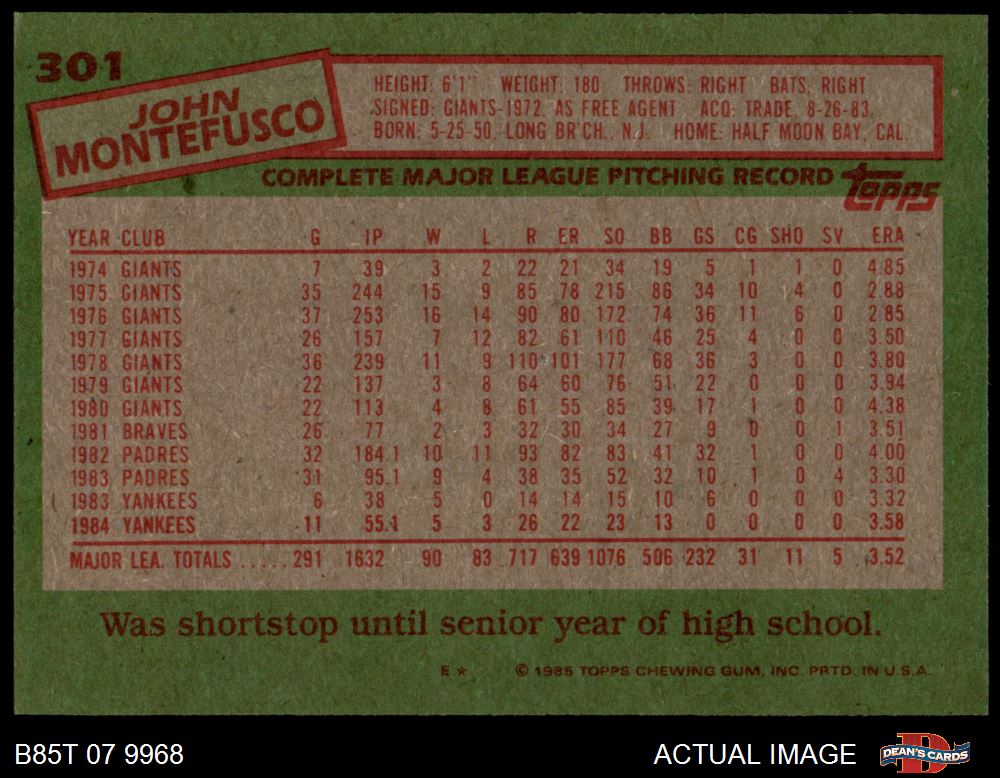 301
JOHN
MONTEFUSCO
HEIGHT: 6'1" WEIGHT: 180 THROWS: RIGHT BATS: RIGHT
SIGNED: GIANTS-1972, AS FREE AGENT ACQ: TRADE, 8-26-83
BORN: 5-25-50, LONG BR'CH., N.J. HOME: HALF MOON BAY, CAL.
COMPLETE MAJOR LEAGUE PITCHING RECORD topps
YEAR CLUB G IP W L R ER SO BB GS CG SHO SV ERA
1974 GIANTS 7 39 3 2 22 21 34 19 5 1 1 0 4.85
1975 GIANTS 35 244 15 9 85 78 215 86 34 10 4 0 2.88
1976 GIANTS 37 253 16 14 90 80 172 74 36 11 6 0 2.85
1977 GIANTS 26 157 7 12 82 61 110 46 25 4 0 0 3.50
1978 GIANTS 36 239 11 9 110 101 177 68 36 3 0 0 3.80
1979 GIANTS 22 137 3 8 64 60 76 51 22 0 0 0 3.94
1980 GIANTS 22 113 4 8 61 55 85 39 17 1 0 0 4.38
1981 BRAVES 26 77 2 3 32 30 34 27 9 0 0 1 3.51
1982 PADRES 32 184.1 10 11 93 82 83 41 32 1 0 0 4.00
1983 PADRES 31 95.1 9 4 38 35 52 32 10 1 0 4 3.30
1983 YANKEES 6 38 5 0 14 14 15 10 6 0 0 0 3.32
1984 YANKEES 11 55.1 5 3 26 22 23 13 0 0 0 0 3.58
MAJOR LEA. TOTALS ..... 291 1632 90 83 717 639 1076 506 232 31 11 5 3.52
Was shortstop until senior year of high school.
E * © 1985 TOPPS CHEWING GUM, INC. PRTD. IN U.S.A.
B85T 07 9968 ACTUAL IMAGE DEAN'S CARDS